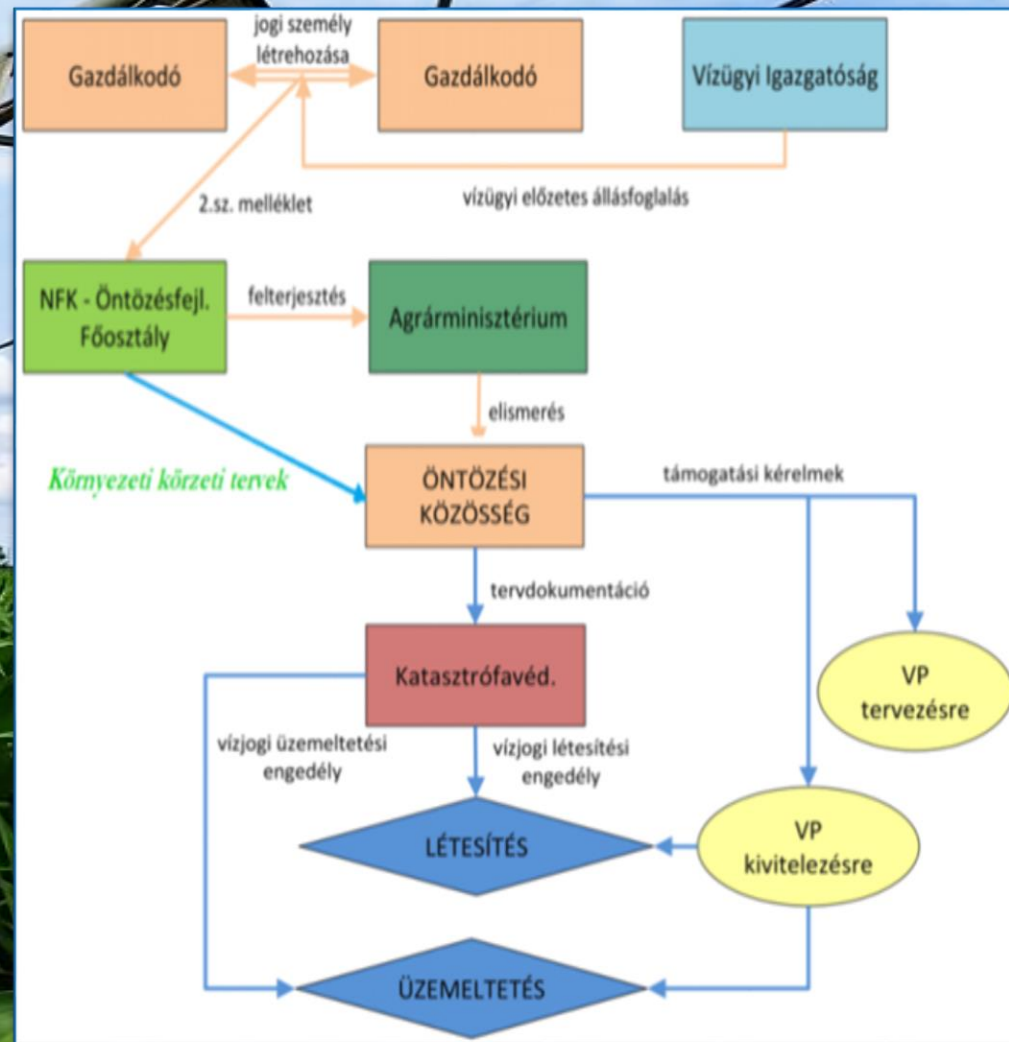 jogi személy
létrehozása
Gazdálkodó
Gazdálkodó
Vízügyi Igazgatóság
2.sz. melléklet
vízügyi előzetes állásfoglalás
NFK - Öntözésfejl.
Főosztály
felterjesztés
Agrárminisztérium
elismerés
Környezeti körzeti tervek
ÖNTÖZÉSI
KÖZÖSSÉG
támogatási kérelmek
tervdokumentáció
Katasztrófavéd.
VP
tervezésre
vízjogi üzemeltetési
engedély
vízjogi létesítési
engedély
LÉTESÍTÉS
VP
kivitelezésre
ÜZEMELTETÉS